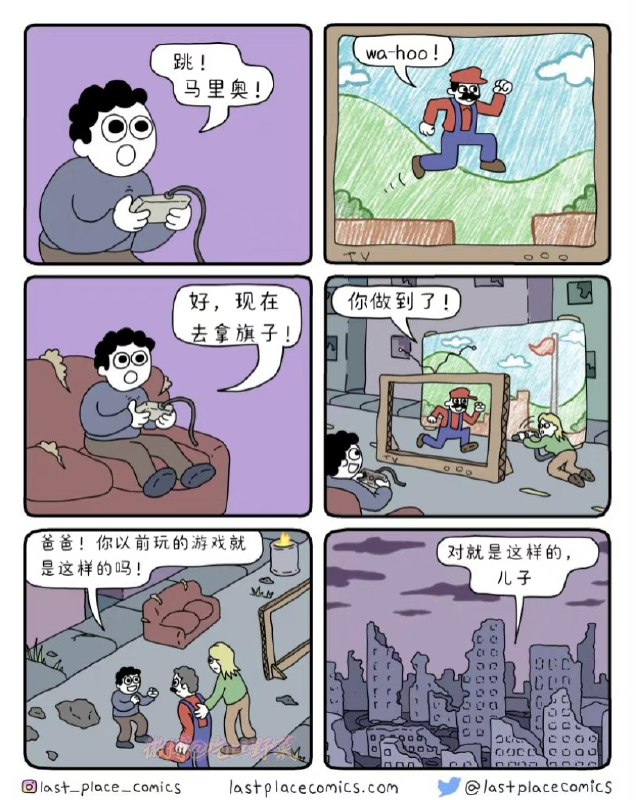 跳！
马里奥！
wa-hoo!
TV
好，现在
去拿旗子！
你做到了！
TV
爸爸！你以前玩的游戏就
是这样的吗！
对就是这样的，
儿子
last_place_comics
lastplacecomics.com
@lastplacecomics